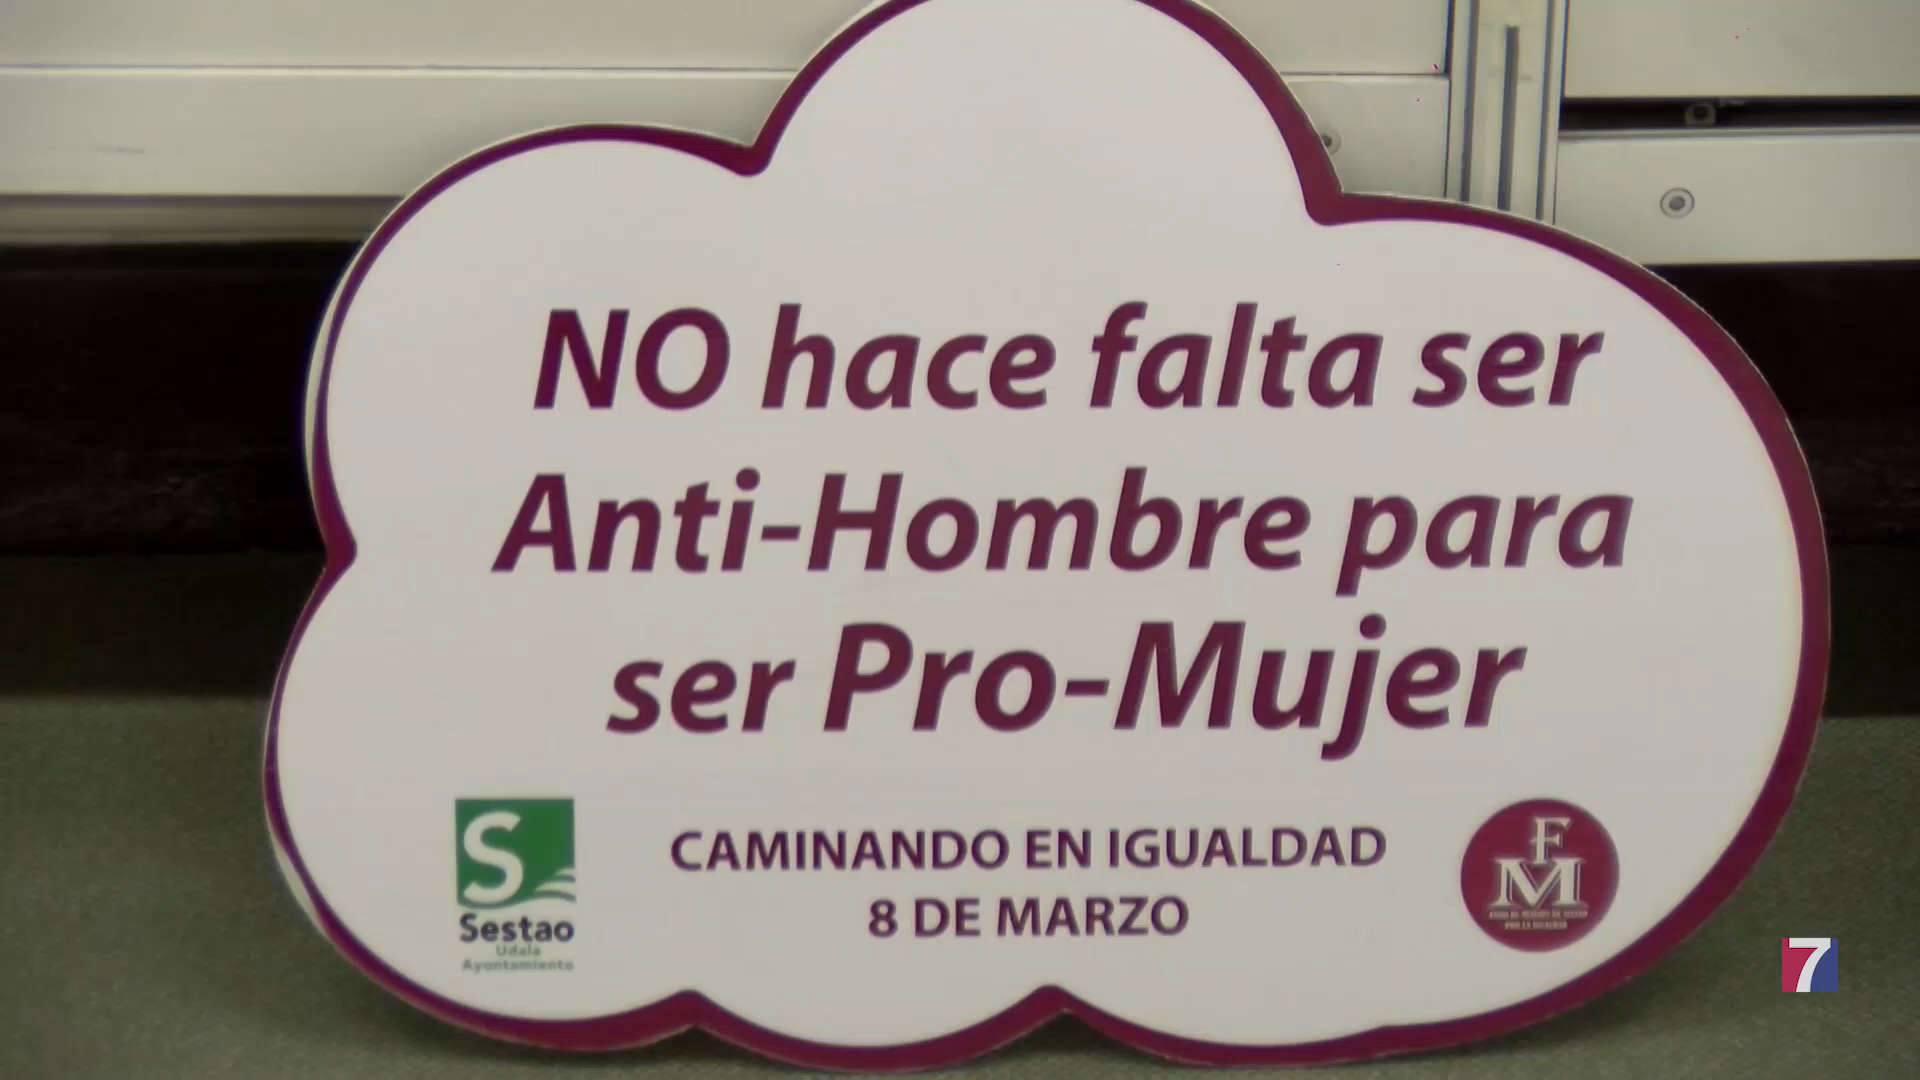 NO hace falta ser
Anti-Hombre para
ser Pro-Mujer
CAMINANDO EN IGUALDAD
8 DE MARZO
S
Sestao
Udala
Ayuntamiento
F
M
7